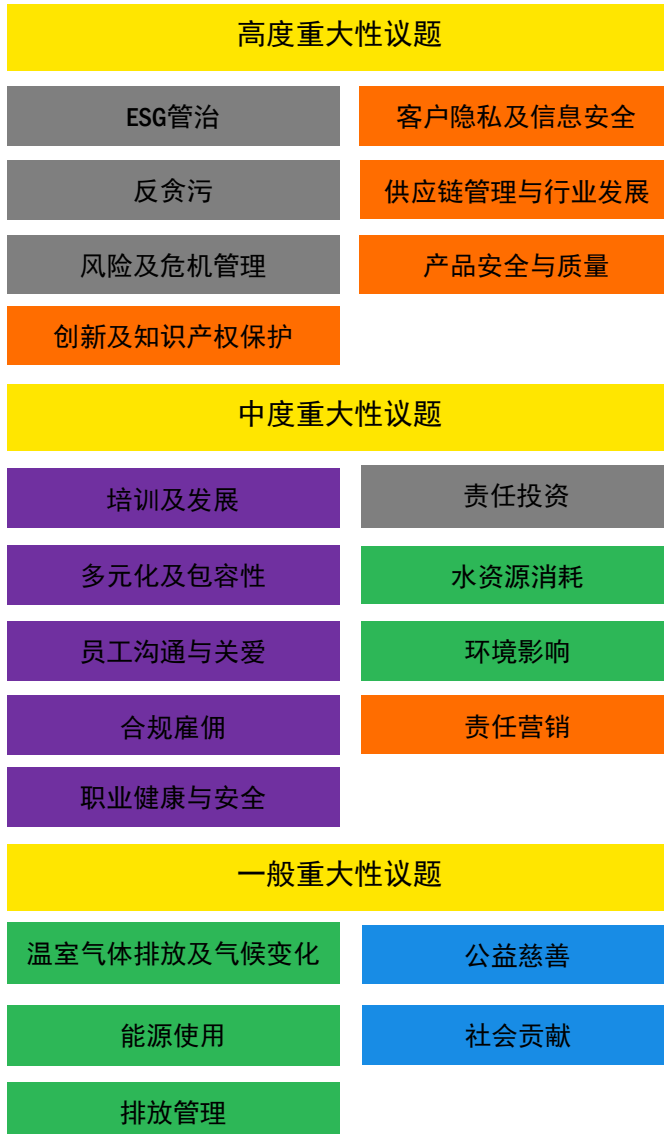 高度重大性议题
ESG管治
客户隐私及信息安全
反贪污
供应链管理与行业发展
风险及危机管理
产品安全与质量
创新及知识产权保护
中度重大性议题
培训及发展
责任投资
多元化及包容性
水资源消耗
员工沟通与关爱
环境影响
合规雇佣
责任营销
职业健康与安全
一般重大性议题
温室气体排放及气候变化
公益慈善
能源使用
社会贡献
排放管理